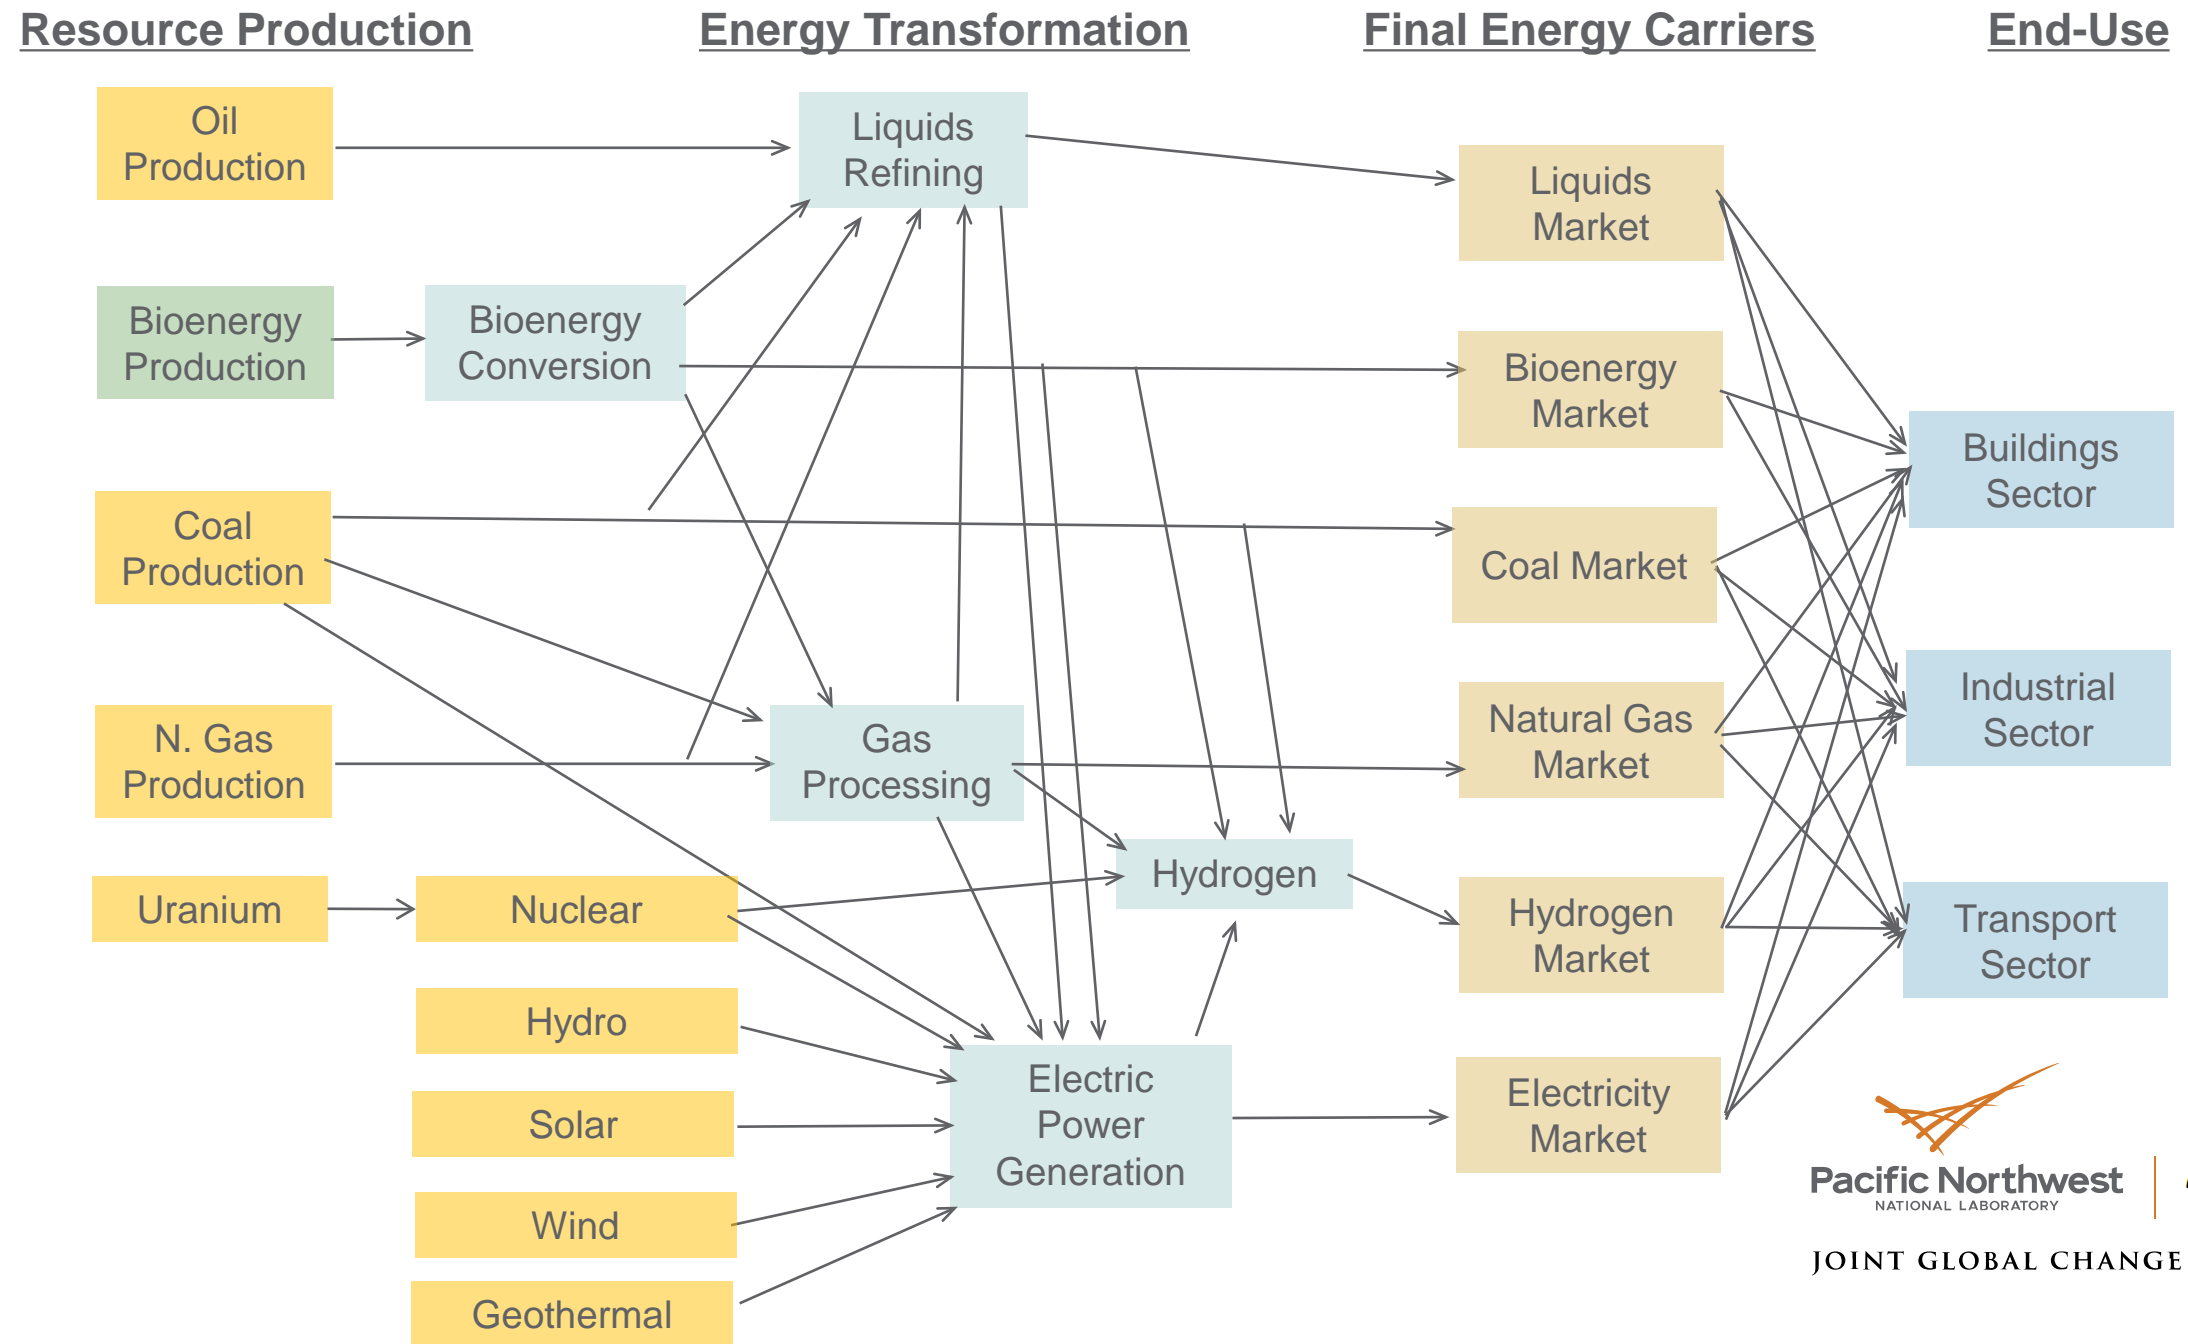 Resource Production
Energy Transformation
Final Energy Carriers
End-Use
Oil
Production
Liquids
Refining
Liquids
Market
Bioenergy
Production
Bioenergy
Conversion
Bioenergy
Market
Buildings
Sector
Coal
Production
Coal Market
Industrial
Sector
N. Gas
Production
Gas
Processing
Natural Gas
Market
Uranium
Nuclear
Hydrogen
Hydrogen
Market
Transport
Sector
Hydro
Solar
Wind
Geothermal
Electric
Power
Generation
Electricity
Market
Pacific Northwest
NATIONAL LABORATORY
JOINT GLOBAL CHANGE